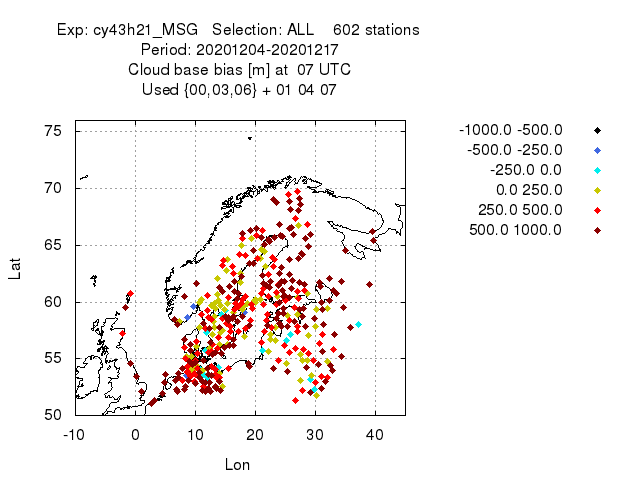 Exp: cy43h21_MSG   Selection: ALL    602 stations
Period: 20201204-20201217
Cloud base bias [m] at  07 UTC
Used {00,03,06} + 01 04 07
-1000.0 -500.0
-500.0 -250.0
-250.0 0.0
0.0 250.0
250.0 500.0
500.0 1000.0
75
70
65
60
55
50
Lat
-10 0 10 20 30 40
Lon